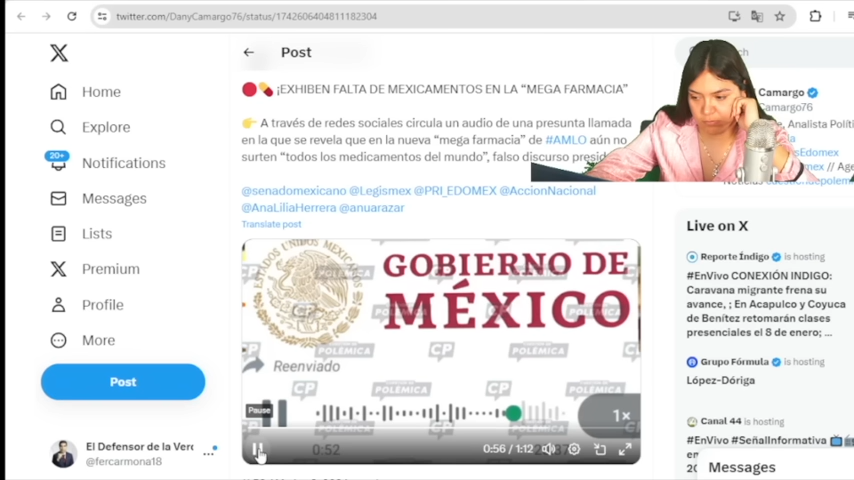 twitter.com/DanyCamargo76/status/1742606404811182304
Post
🔴💊 ¡EXHIBEN FALTA DE MEXICAMENTOS EN LA “MEGA FARMACIA”
👉 A través de redes sociales circula un audio de una presunta llamada
en la que se revela que en la nueva “mega farmacia” de #AMLO aún no
surten “todos los medicamentos del mundo”, falso discurso presid
@senadomexicano @Legismex @PRI_EDOMEX @AccionNacional
@AnaLiliaHerrera @anuarazar
Translate post
ESTADOS UNIDOS MEXICANOS
GOBIERNO DE
MÉXICO
Reenviado
CP
POLÉMICA
Pause
1×
0:52
0:56 / 1:12
Home
Explore
20+
Notifications
Messages
Lists
Premium
Profile
More
Post
El Defensor de la Ver
@fercarmona18
Camargo
Camargo76
Live on X
Reporte Índigo is hosting
#EnVivo CONEXIÓN INDIGO:
Caravana migrante frena su
avance, ; En Acapulco y Coyuca
de Benítez retomarán clases
presenciales el 8 de enero; ...
Grupo Fórmula is hosting
López-Dóriga
Canal 44 is hosting
#EnVivo #SeñalInformativa
Messages